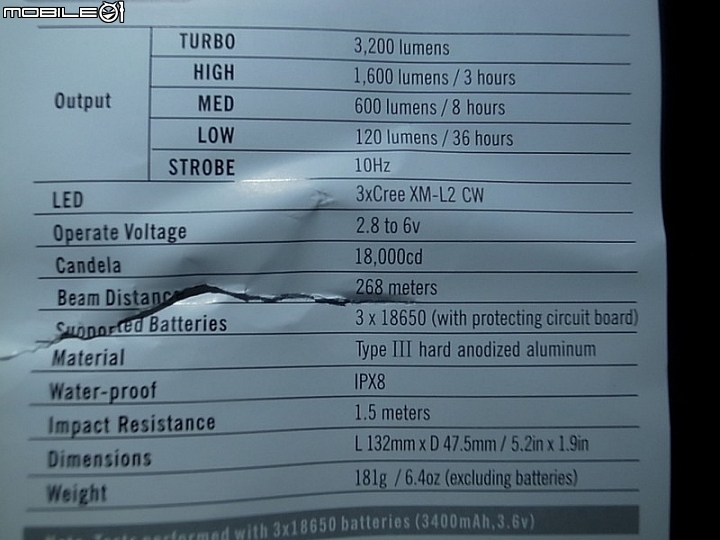 MOBILE01
TURBO 3,200 lumens
HIGH 1,600 lumens / 3 hours
Output MED 600 lumens / 8 hours
LOW 120 lumens / 36 hours
STROBE 10Hz
LED 3xCree XM-L2 CW
Operate Voltage 2.8 to 6v
Candela 18,000cd
Beam Distance 268 meters
Supported Batteries 3 x 18650 (with protecting circuit board)
Material Type III hard anodized aluminum
Water-proof IPX8
Impact Resistance 1.5 meters
Dimensions L 132mm x D 47.5mm / 5.2in x 1.9in
Weight 181g / 6.4oz (excluding batteries)
Note: Tests performed with 3x18650 batteries (3400mAh,3.6v)